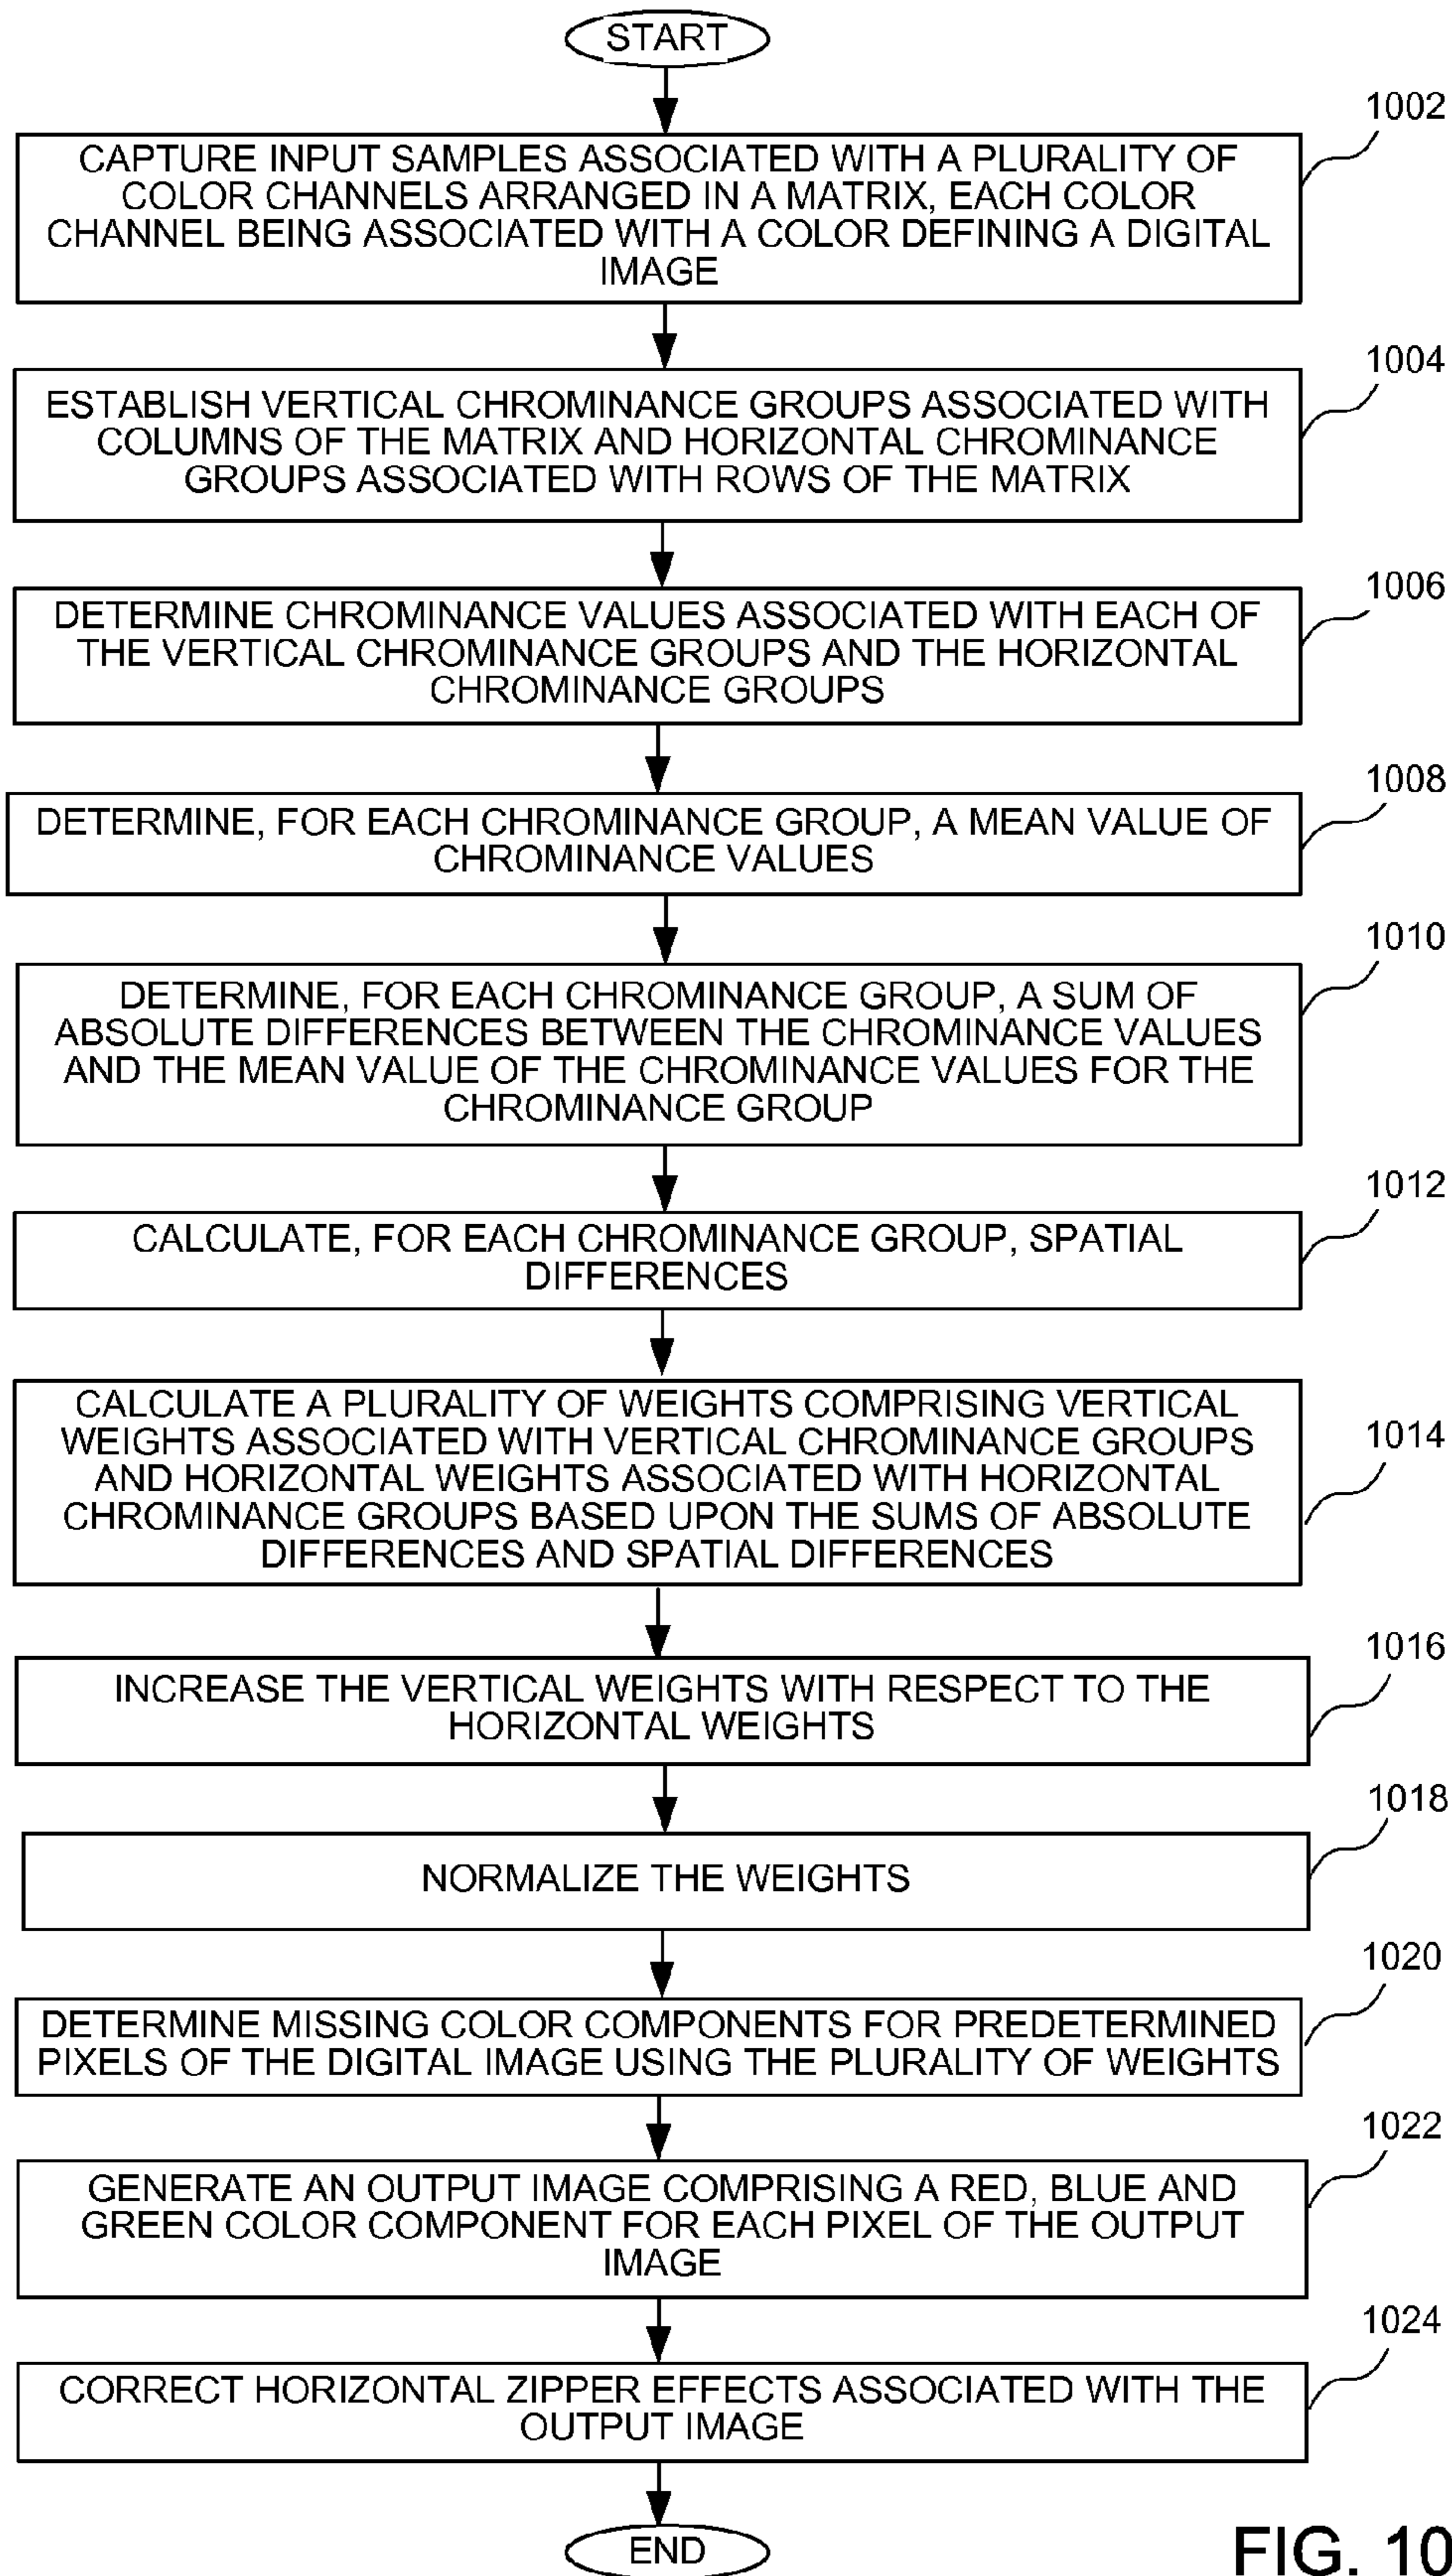 START
1002
CAPTURE INPUT SAMPLES ASSOCIATED WITH A PLURALITY OF
COLOR CHANNELS ARRANGED IN A MATRIX, EACH COLOR
CHANNEL BEING ASSOCIATED WITH A COLOR DEFINING A DIGITAL
IMAGE
1004
ESTABLISH VERTICAL CHROMINANCE GROUPS ASSOCIATED WITH
COLUMNS OF THE MATRIX AND HORIZONTAL CHROMINANCE
GROUPS ASSOCIATED WITH ROWS OF THE MATRIX
1006
DETERMINE CHROMINANCE VALUES ASSOCIATED WITH EACH OF
THE VERTICAL CHROMINANCE GROUPS AND THE HORIZONTAL
CHROMINANCE GROUPS
1008
DETERMINE, FOR EACH CHROMINANCE GROUP, A MEAN VALUE OF
CHROMINANCE VALUES
1010
DETERMINE, FOR EACH CHROMINANCE GROUP, A SUM OF
ABSOLUTE DIFFERENCES BETWEEN THE CHROMINANCE VALUES
AND THE MEAN VALUE OF THE CHROMINANCE VALUES FOR THE
CHROMINANCE GROUP
1012
CALCULATE, FOR EACH CHROMINANCE GROUP, SPATIAL
DIFFERENCES
1014
CALCULATE A PLURALITY OF WEIGHTS COMPRISING VERTICAL
WEIGHTS ASSOCIATED WITH VERTICAL CHROMINANCE GROUPS
AND HORIZONTAL WEIGHTS ASSOCIATED WITH HORIZONTAL
CHROMINANCE GROUPS BASED UPON THE SUMS OF ABSOLUTE
DIFFERENCES AND SPATIAL DIFFERENCES
1016
INCREASE THE VERTICAL WEIGHTS WITH RESPECT TO THE
HORIZONTAL WEIGHTS
1018
NORMALIZE THE WEIGHTS
1020
DETERMINE MISSING COLOR COMPONENTS FOR PREDETERMINED
PIXELS OF THE DIGITAL IMAGE USING THE PLURALITY OF WEIGHTS
1022
GENERATE AN OUTPUT IMAGE COMPRISING A RED, BLUE AND
GREEN COLOR COMPONENT FOR EACH PIXEL OF THE OUTPUT
IMAGE
1024
CORRECT HORIZONTAL ZIPPER EFFECTS ASSOCIATED WITH THE
OUTPUT IMAGE
END
FIG. 10